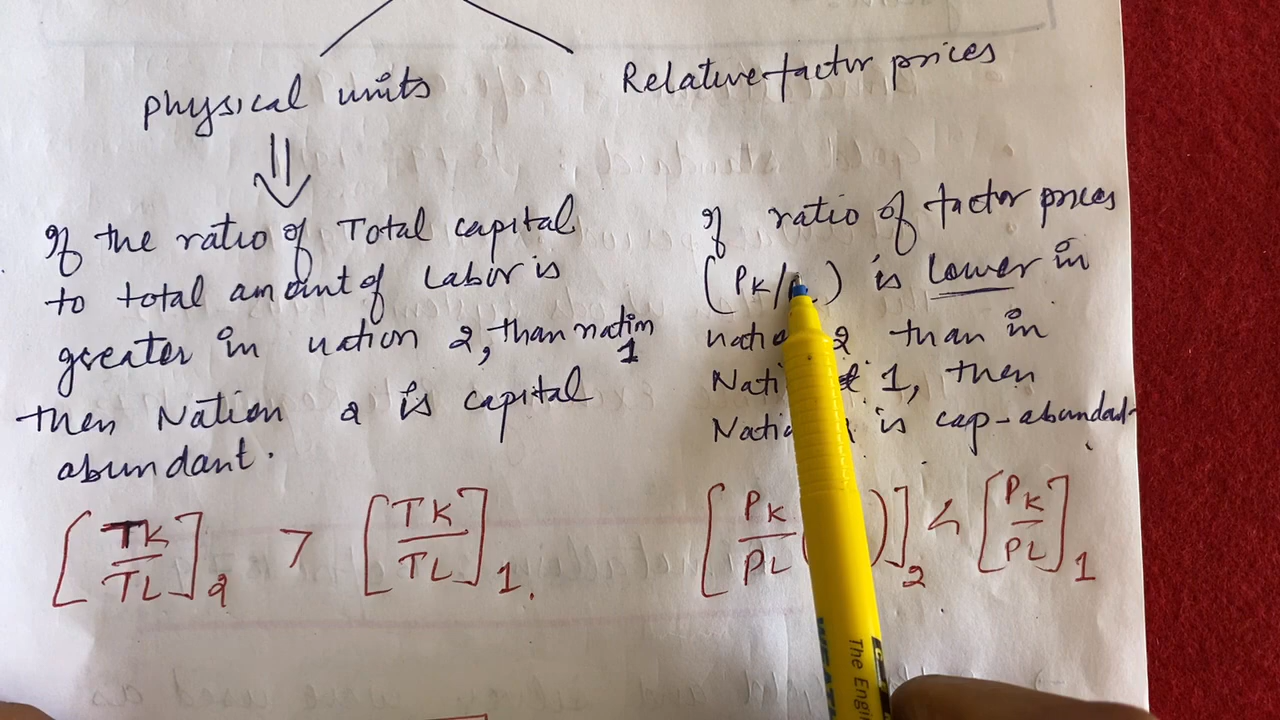 Physical units
Relative factor prices
If the ratio of Total capital
to total amount of Labor is
greater in nation 2, than nation 1
then Nation 2 is capital
abundant.
[TK/TL]2 > [TK/TL]1.
If ratio of factor prices
(PK/ ) is Lower in
2 than in
1, then
is cap-abundant
[PK/PL ]2 < [PK/PL]1
The Engi